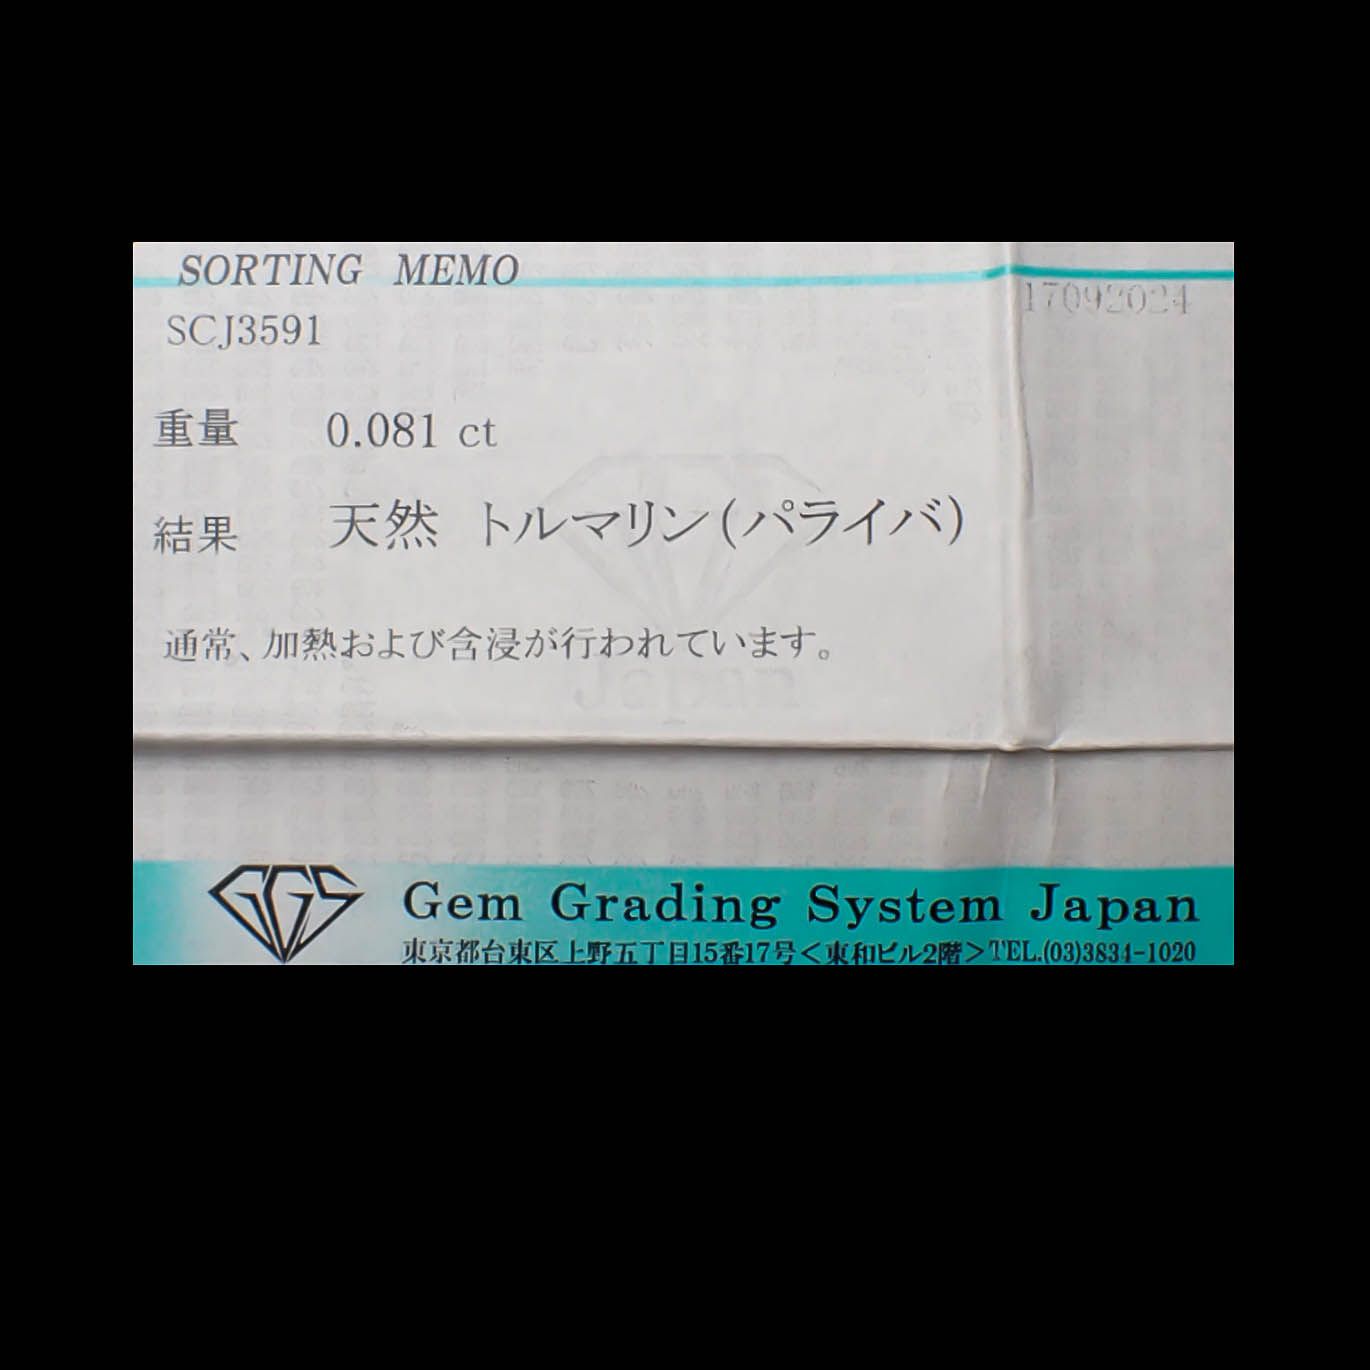 SORTING MEMO
17092024
SCJ3591
重量 0.081 ct
結果 天然 トルマリン(パライバ)
通常、加熱および含浸が行われています。
Japan
GGS
Gem Grading System Japan
東京都台東区上野五丁目15番17号<東和ビル2階>TEL.(03)3834-1020